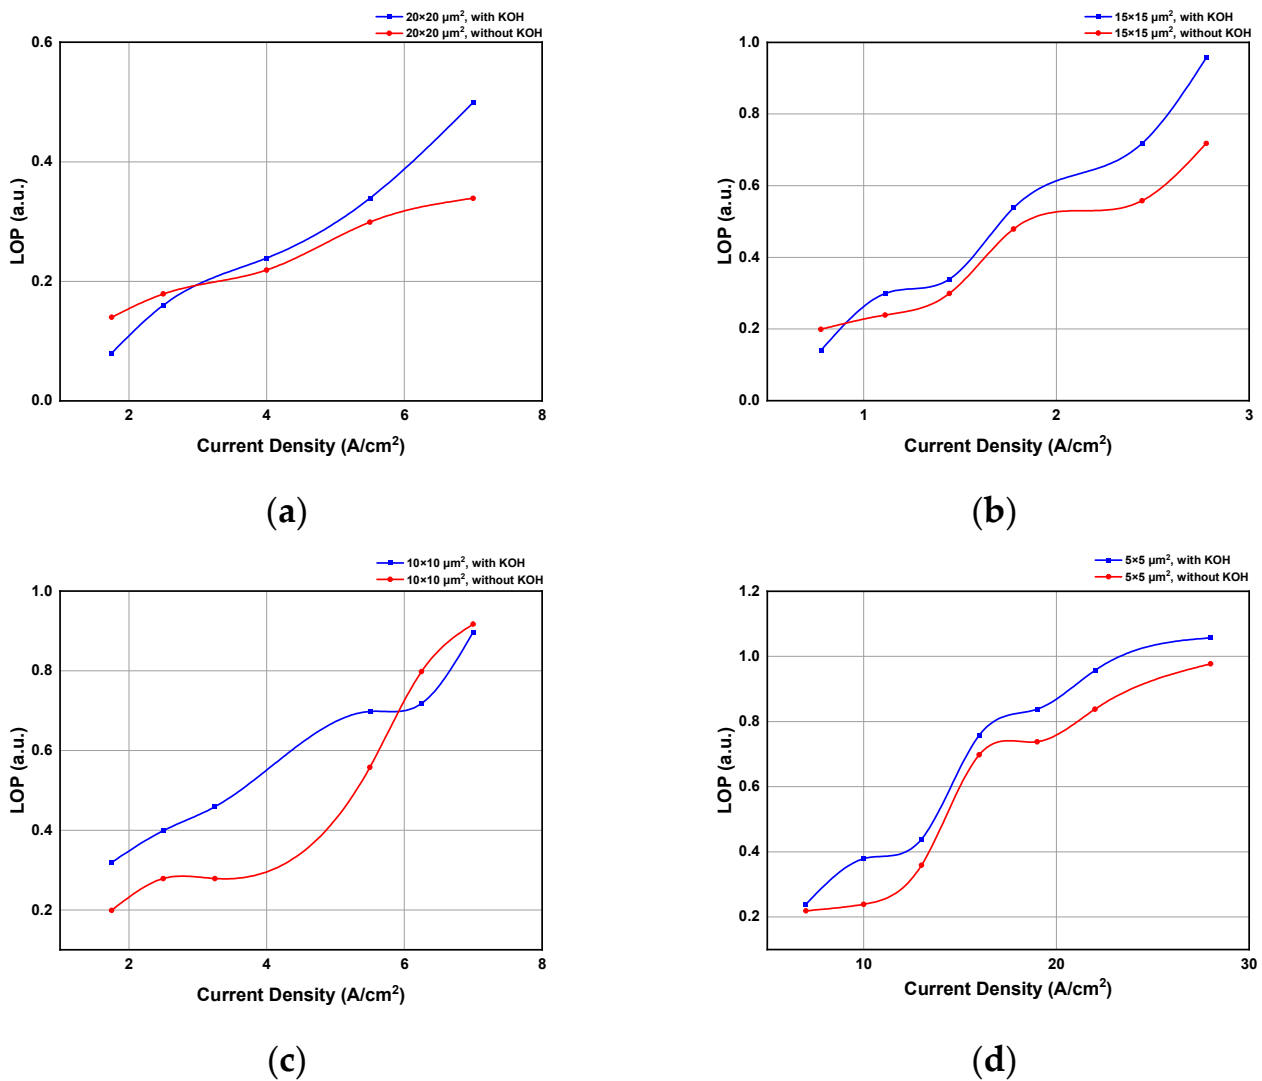 20×20 µm², with KOH
20×20 µm², without KOH
0.6
0.4
0.2
0.0
LOP (a.u.)
2 4 6 8
Current Density (A/cm²)
(a)
15×15 µm², with KOH
15×15 µm², without KOH
1.0
0.8
0.6
0.4
0.2
0.0
LOP (a.u.)
1 2 3
Current Density (A/cm²)
(b)
10×10 µm², with KOH
10×10 µm², without KOH
1.0
0.8
0.6
0.4
0.2
LOP (a.u.)
2 4 6 8
Current Density (A/cm²)
(c)
5×5 µm², with KOH
5×5 µm², without KOH
1.2
1.0
0.8
0.6
0.4
0.2
LOP (a.u.)
10 20 30
Current Density (A/cm²)
(d)